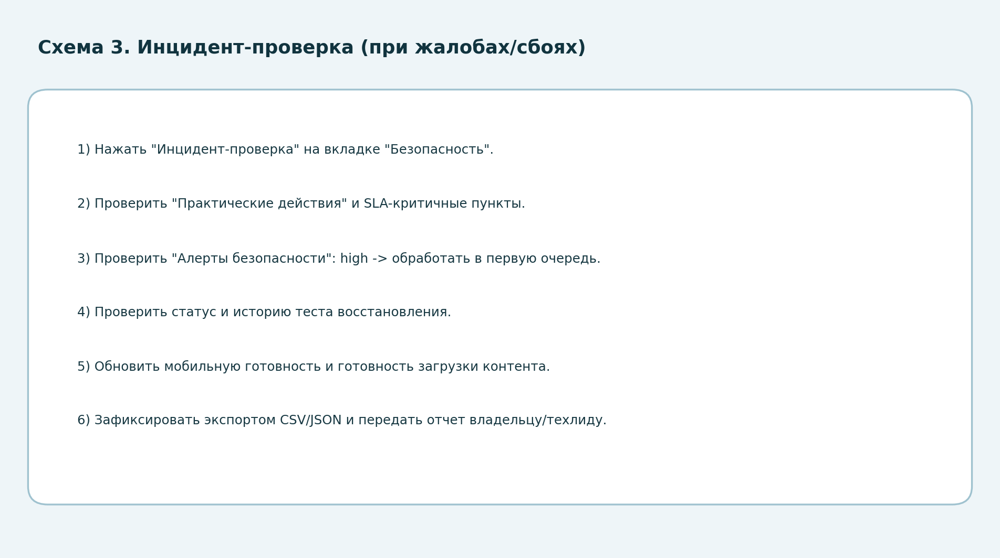 Схема 3. Инцидент-проверка (при жалобах/сбоях)
1) Нажать "Инцидент-проверка" на вкладке "Безопасность".
2) Проверить "Практические действия" и SLA-критичные пункты.
3) Проверить "Алерты безопасности": high -> обработать в первую очередь.
4) Проверить статус и историю теста восстановления.
5) Обновить мобильную готовность и готовность загрузки контента.
6) Зафиксировать экспортом CSV/JSON и передать отчет владельцу/техлиду.